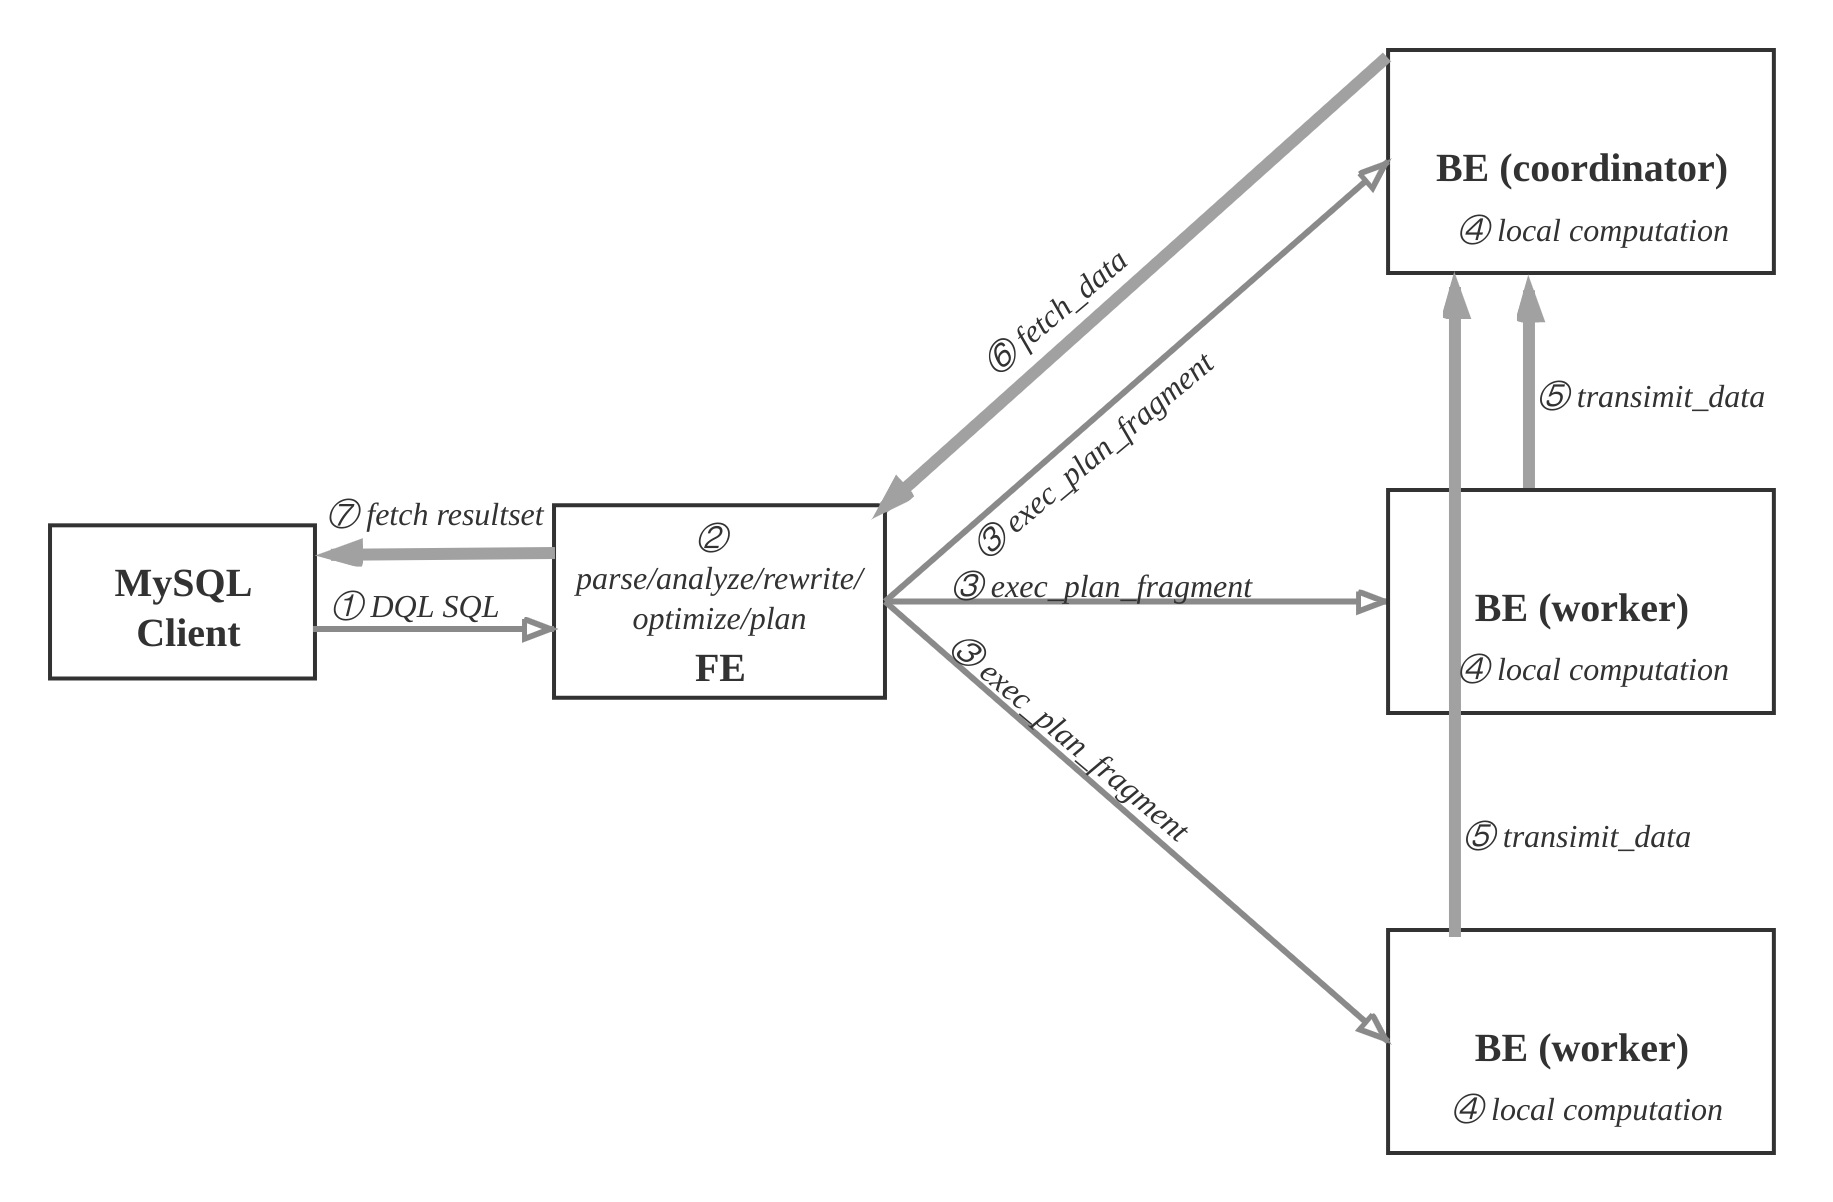 BE (coordinator)
④ local computation
⑥ fetch_data
③ exec_plan_fragment
⑤ transimit_data
⑦ fetch resultset
MySQL
Client
① DQL SQL
②
parse/analyze/rewrite/
optimize/plan
FE
③ exec_plan_fragment
BE (worker)
④ local computation
③ exec_plan_fragment
⑤ transimit_data
BE (worker)
④ local computation